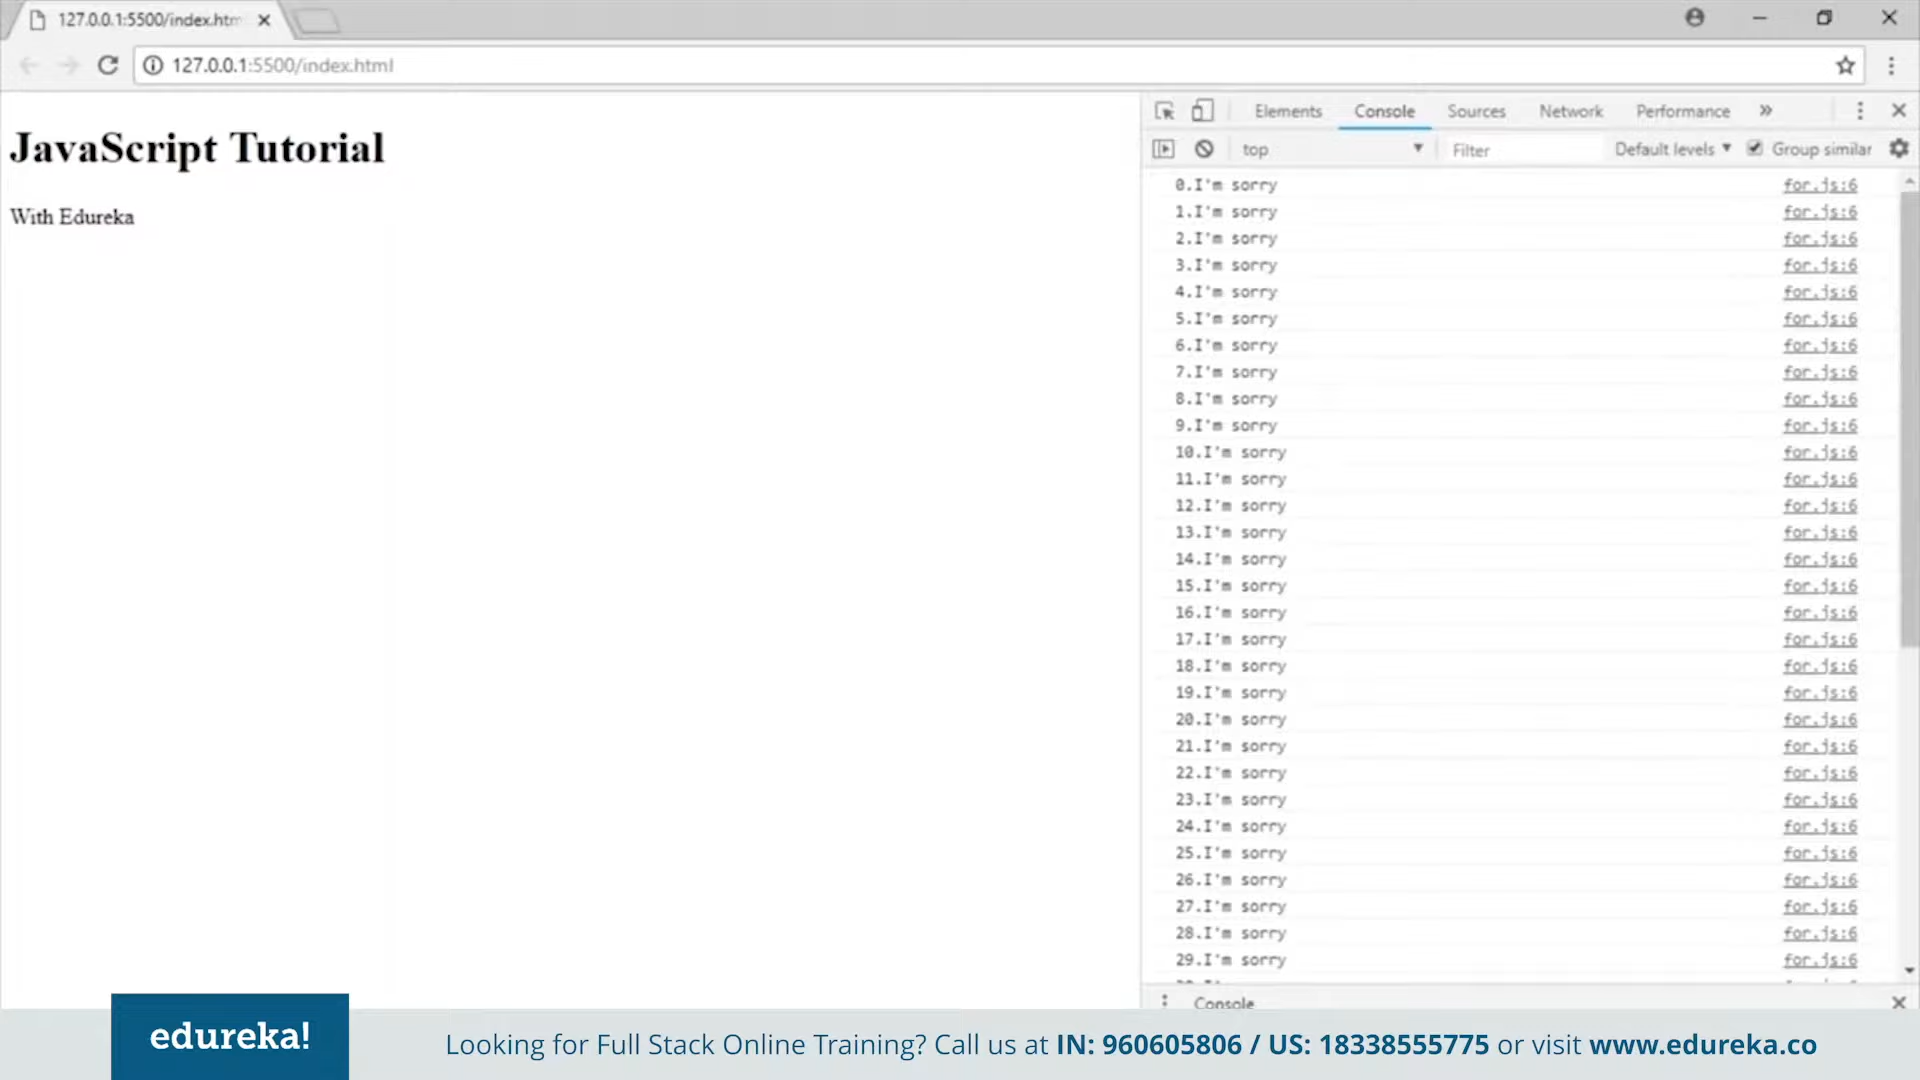 127.0.0.1:5500/index.htm
127.0.0.1:5500/index.html
JavaScript Tutorial
With Edureka
Elements Console Sources Network Performance
top Filter Default levels Group similar
0.I'm sorry for.js:6
1.I'm sorry for.js:6
2.I'm sorry for.js:6
3.I'm sorry for.js:6
4.I'm sorry for.js:6
5.I'm sorry for.js:6
6.I'm sorry for.js:6
7.I'm sorry for.js:6
8.I'm sorry for.js:6
9.I'm sorry for.js:6
10.I'm sorry for.js:6
11.I'm sorry for.js:6
12.I'm sorry for.js:6
13.I'm sorry for.js:6
14.I'm sorry for.js:6
15.I'm sorry for.js:6
16.I'm sorry for.js:6
17.I'm sorry for.js:6
18.I'm sorry for.js:6
19.I'm sorry for.js:6
20.I'm sorry for.js:6
21.I'm sorry for.js:6
22.I'm sorry for.js:6
23.I'm sorry for.js:6
24.I'm sorry for.js:6
25.I'm sorry for.js:6
26.I'm sorry for.js:6
27.I'm sorry for.js:6
28.I'm sorry for.js:6
29.I'm sorry for.js:6
Console
edureka!
Looking for Full Stack Online Training? Call us at IN: 960605806 / US: 18338555775 or visit www.edureka.co